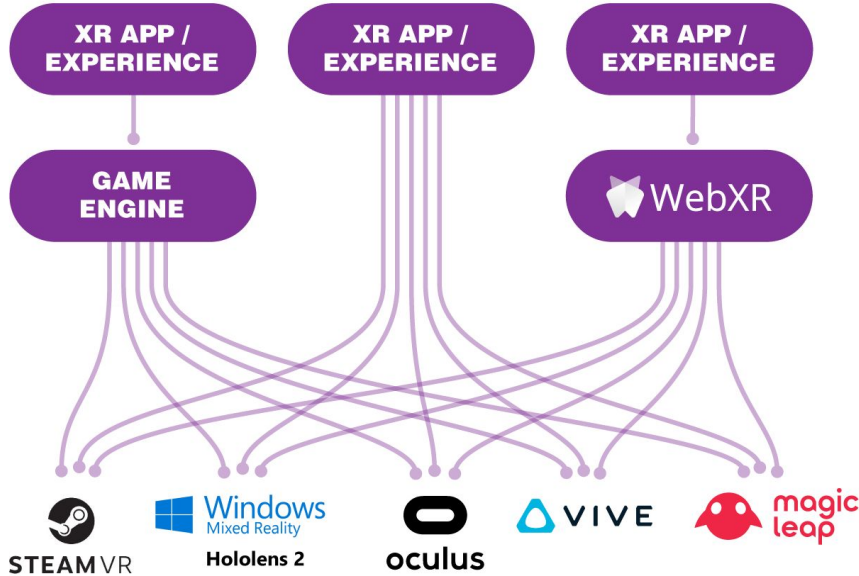 XR APP /
EXPERIENCE
XR APP /
EXPERIENCE
XR APP /
EXPERIENCE
GAME
ENGINE
WebXR
STEAMVR
Windows
Mixed Reality
Hololens 2
oculus
VIVE
magic
leap